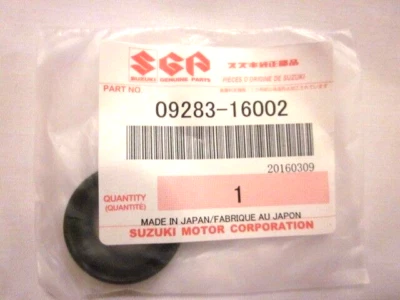 SGP
SUZUKI GENUINE PARTS
スズキ純正部品
PIÈCES D'ORIGINE DE SUZUKI
PART NO.
09283-16002
20160309
QUANTITY
(QUANTITÉ)
1
MADE IN JAPAN/FABRIQUE AU JAPON
SUZUKI MOTOR CORPORATION